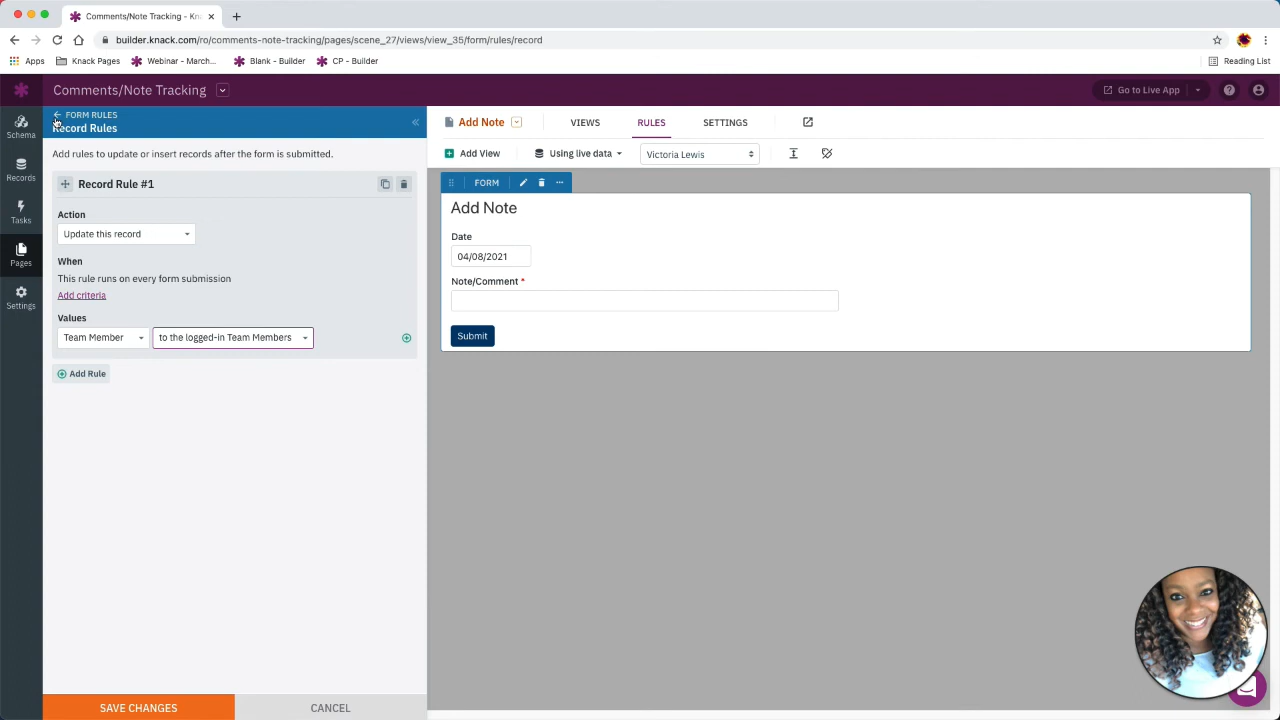 Comments/Note Tracking - Kn
builder.knack.com/ro/comments-note-tracking/pages/scene_27/views/view_35/form/rules/record
Apps
Knack Pages
Webinar - March...
Blank - Builder
CP - Builder
Reading List
Comments/Note Tracking
Go to Live App
FORM RULES
Record Rules
Add Note
VIEWS
RULES
SETTINGS
Schema
Records
Tasks
Pages
Settings
Add rules to update or insert records after the form is submitted.
Add View
Using live data
Victoria Lewis
Record Rule #1
Action
Update this record
When
This rule runs on every form submission
Add criteria
Values
Team Member
to the logged-in Team Members
Add Rule
FORM
Add Note
Date
04/08/2021
Note/Comment *
Submit
SAVE CHANGES
CANCEL